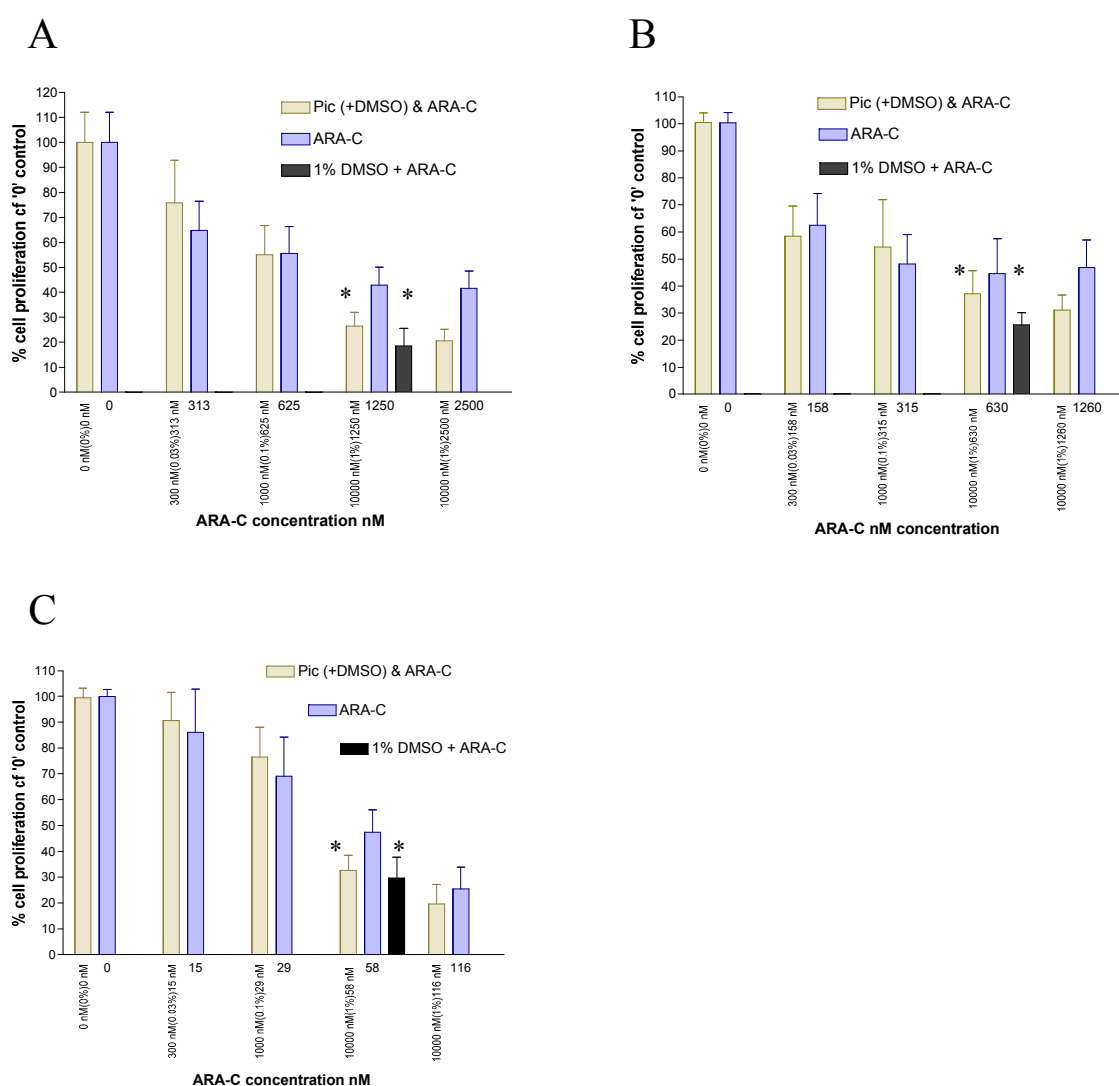 A
120
110
100
90
80
70
60
50
40
30
20
10
0
% cell proliferation cf '0' control
Pic (+DMSO) & ARA-C
ARA-C
1% DMSO + ARA-C
* *
0 313 625 1250 2500
0 nM(0%)0 nM
300 nM(0.03%)313 nM
1000 nM(0.1%)625 nM
10000 nM(1%)1250 nM
10000 nM(1%)2500 nM
ARA-C concentration nM
B
110
100
90
80
70
60
50
40
30
20
10
0
% cell proliferation cf '0' control
Pic (+DMSO) & ARA-C
ARA-C
1% DMSO + ARA-C
* *
0 158 315 630 1260
0 nM(0%)0 nM
300 nM(0.03%)158 nM
1000 nM(0.1%)315 nM
10000 nM(1%)630 nM
10000 nM(1%)1260 nM
ARA-C nM concentration
C
110
100
90
80
70
60
50
40
30
20
10
0
% cell proliferation cf '0' control
Pic (+DMSO) & ARA-C
ARA-C
1% DMSO + ARA-C
* *
0 15 29 58 116
0 nM(0%)0 nM
300 nM(0.03%)15 nM
1000 nM(0.1%)29 nM
10000 nM(1%)58 nM
10000 nM(1%)116 nM
ARA-C concentration nM